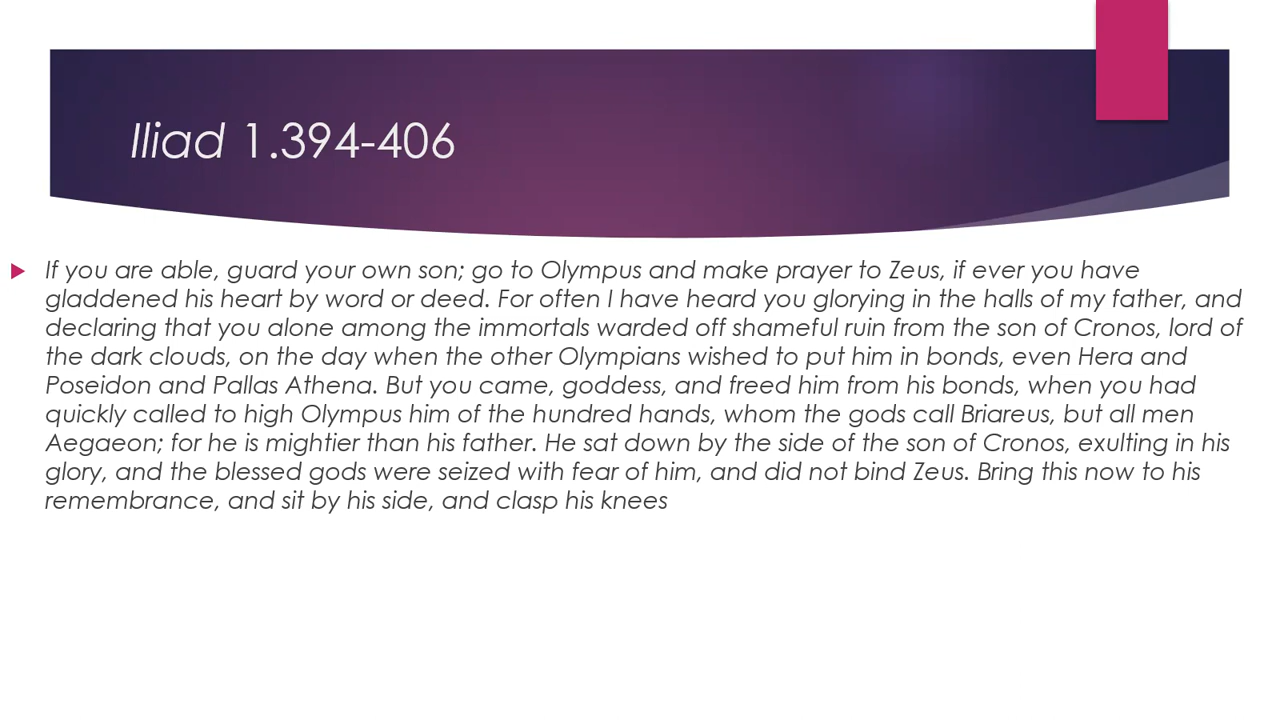 Iliad 1.394-406
If you are able, guard your own son; go to Olympus and make prayer to Zeus, if ever you have
gladdened his heart by word or deed. For often I have heard you glorying in the halls of my father, and
declaring that you alone among the immortals warded off shameful ruin from the son of Cronos, lord of
the dark clouds, on the day when the other Olympians wished to put him in bonds, even Hera and
Poseidon and Pallas Athena. But you came, goddess, and freed him from his bonds, when you had
quickly called to high Olympus him of the hundred hands, whom the gods call Briareus, but all men
Aegaeon; for he is mightier than his father. He sat down by the side of the son of Cronos, exulting in his
glory, and the blessed gods were seized with fear of him, and did not bind Zeus. Bring this now to his
remembrance, and sit by his side, and clasp his knees